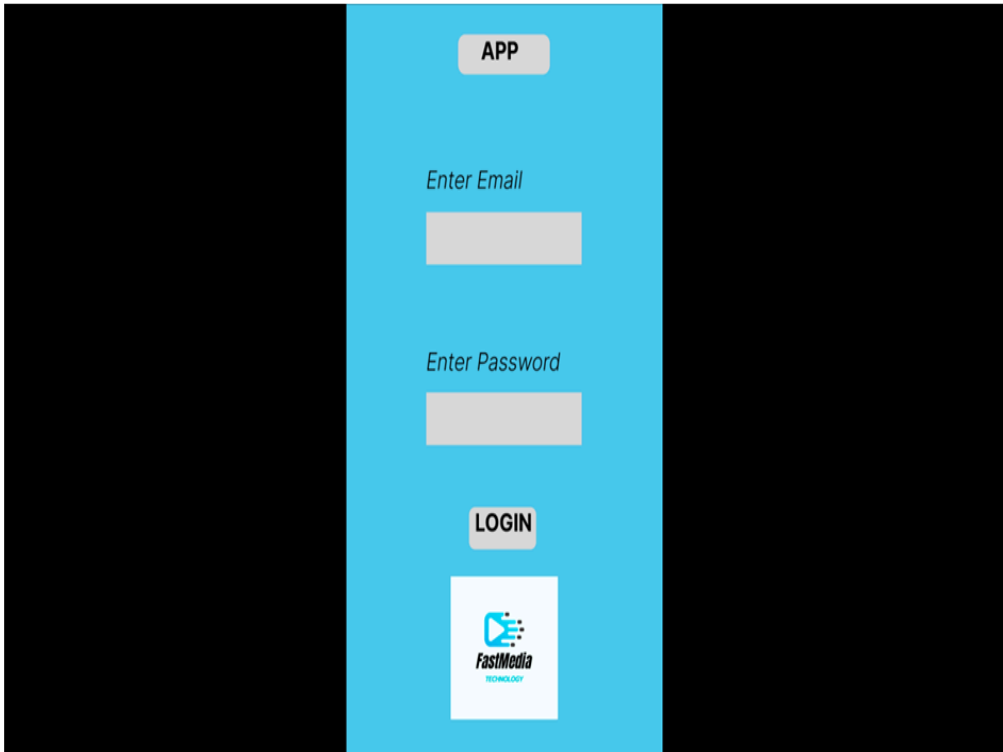 APP
Enter Email
Enter Password
LOGIN
FastMedia
TECHNOLOGY